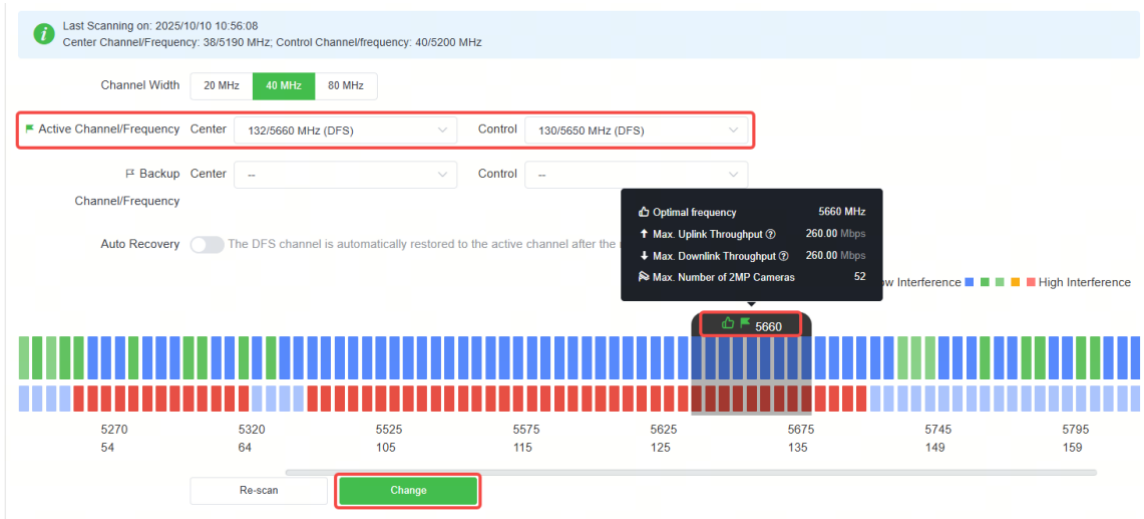 Last Scanning on: 2025/10/10 10:56:08
Center Channel/Frequency: 38/5190 MHz; Control Channel/frequency: 40/5200 MHz
Channel Width 20 MHz 40 MHz 80 MHz
Active Channel/Frequency Center 132/5660 MHz (DFS) Control 130/5650 MHz (DFS)
Backup Center -- Control --
Channel/Frequency
Optimal frequency 5660 MHz
Max. Uplink Throughput 260.00 Mbps
Auto Recovery The DFS channel is automatically restored to the active channel after the
Max. Downlink Throughput 260.00 Mbps
Max. Number of 2MP Cameras 52
Interference High Interference
5660
5270 5320 5525 5575 5625 5675 5745 5795
54 64 105 115 125 135 149 159
Re-scan Change